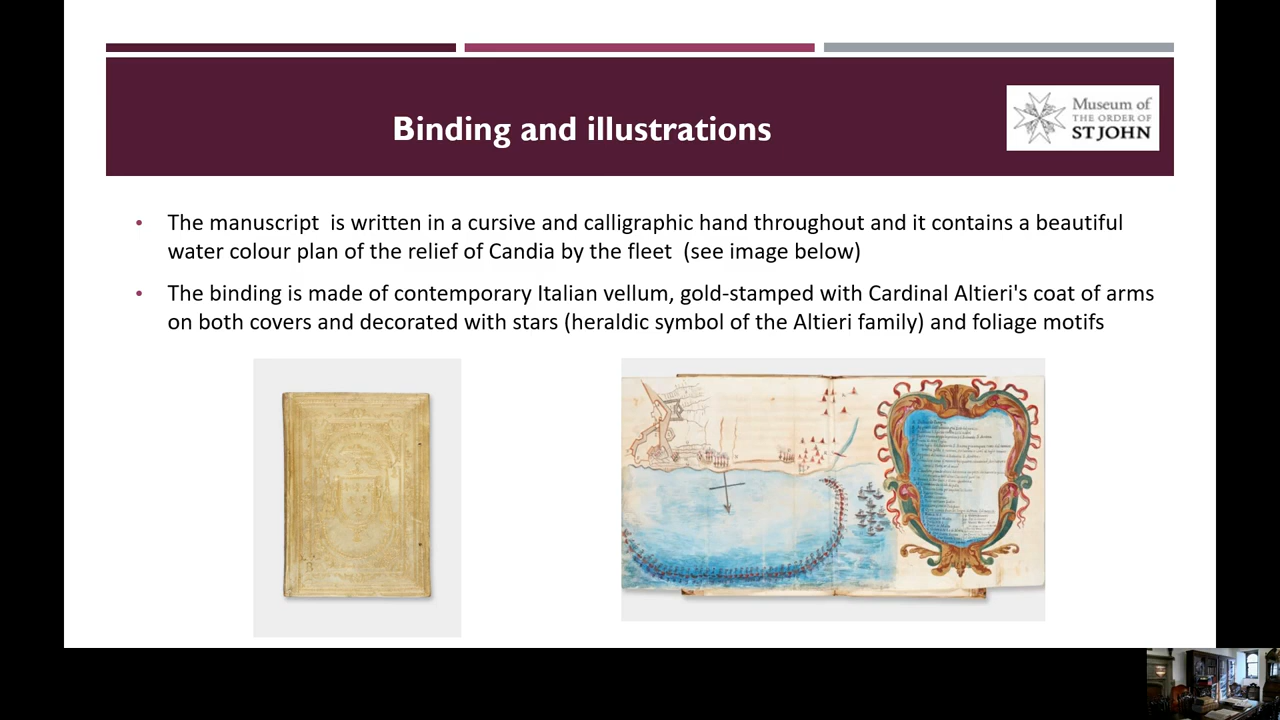 Binding and illustrations
Museum of
THE ORDER OF
ST JOHN
• The manuscript is written in a cursive and calligraphic hand throughout and it contains a beautiful
water colour plan of the relief of Candia by the fleet (see image below)
• The binding is made of contemporary Italian vellum, gold-stamped with Cardinal Altieri's coat of arms
on both covers and decorated with stars (heraldic symbol of the Altieri family) and foliage motifs